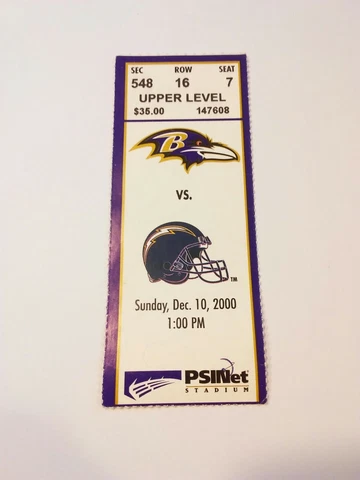 SEC ROW SEAT
548 16 7
UPPER LEVEL
$35.00 147608
B
VS.
TM
Sunday, Dec. 10, 2000
1:00 PM
PSINet
STADIUM